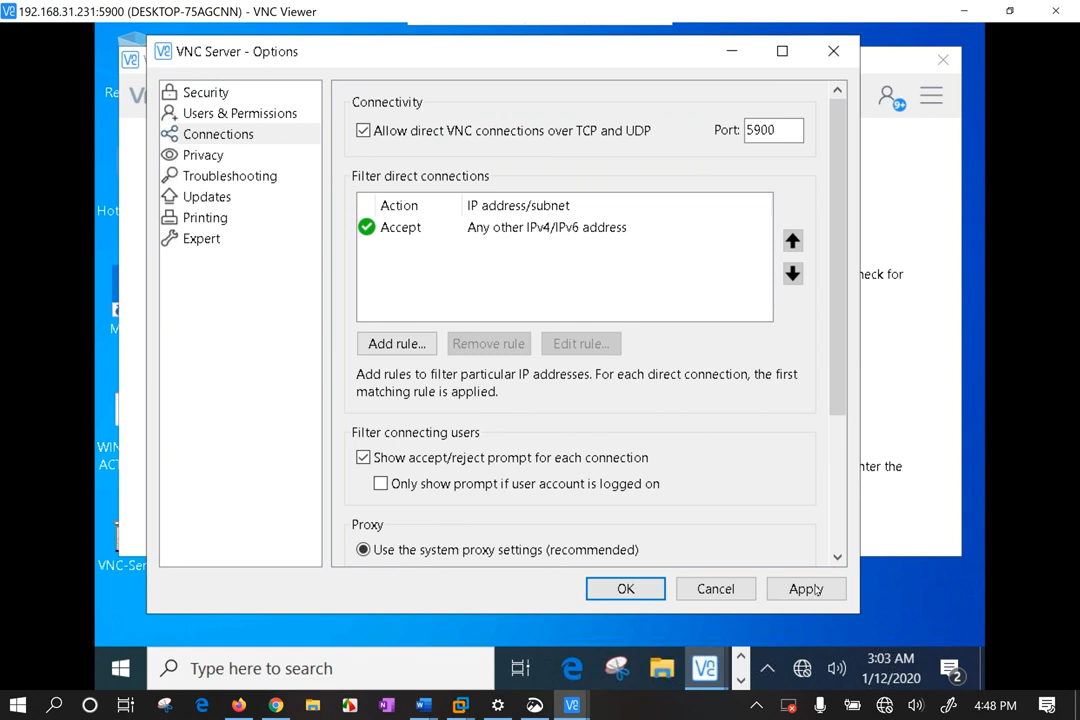 192.168.31.231:5900 (DESKTOP-75AGCNN) - VNC Viewer
VNC Server - Options
Re
Security
Users & Permissions
Connections
Privacy
Troubleshooting
Updates
Printing
Expert
Connectivity
Allow direct VNC connections over TCP and UDP
Port: 5900
Filter direct connections
Action IP address/subnet
Accept Any other IPv4/IPv6 address
Add rule... Remove rule Edit rule...
Add rules to filter particular IP addresses. For each direct connection, the first
matching rule is applied.
Filter connecting users
Show accept/reject prompt for each connection
Only show prompt if user account is logged on
Proxy
Use the system proxy settings (recommended)
OK Cancel Apply
9+
Hot
eck for
M
WIN
AC
nter the
VNC-Ser
Type here to search
3:03 AM
1/12/2020
2
4:48 PM